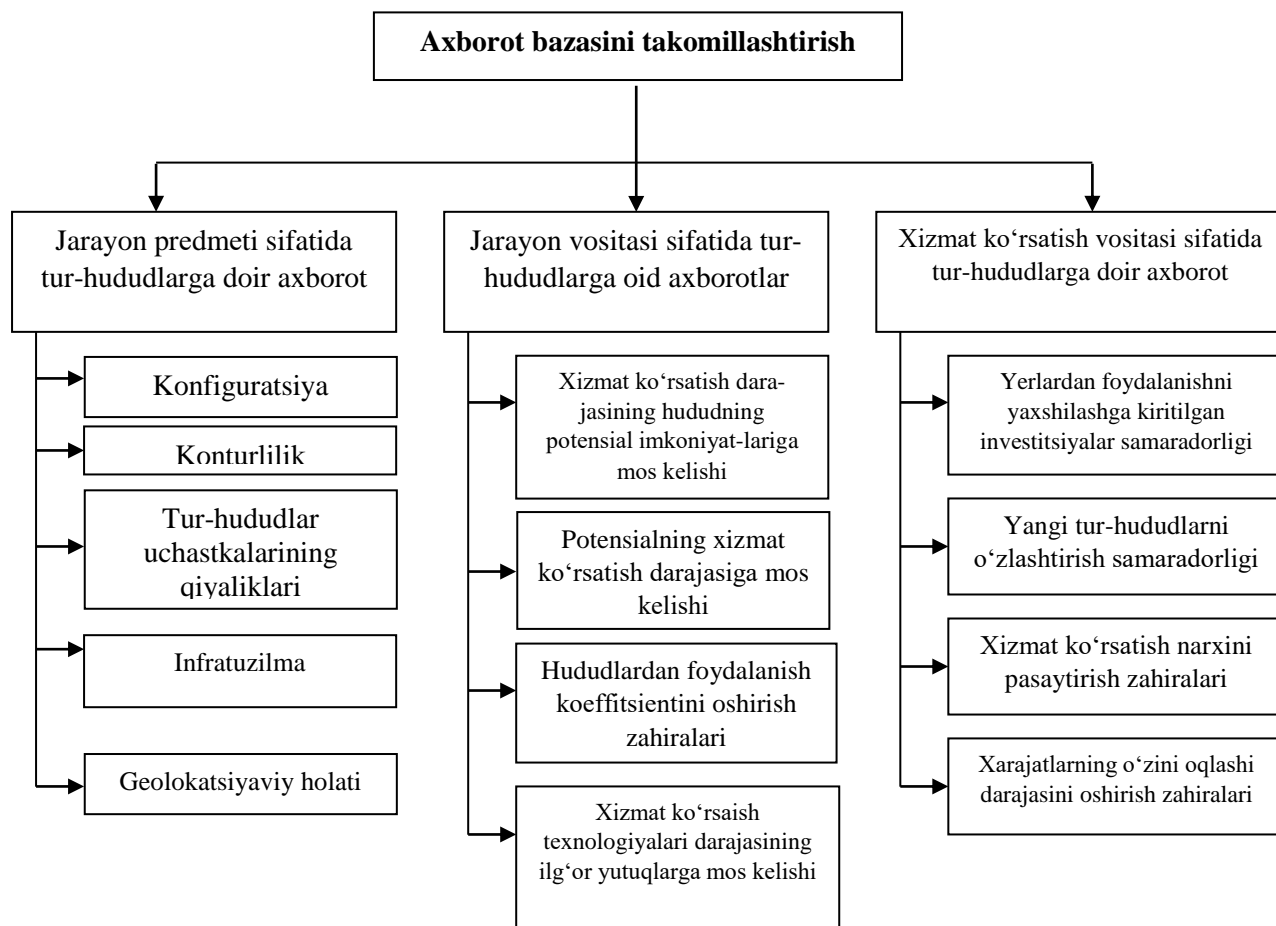 Axborot bazasini takomillashtirish
Jarayon predmeti sifatida
tur-hududlarga doir axborot
Konfiguratsiya
Konturlilik
Tur-hududlar
uchastkalarining
qiyaliklari
Infratuzilma
Geolokatsiyaviy holati
Jarayon vositasi sifatida tur-
hududlarga oid axborotlar
Xizmat ko‘rsatish dara-
jasining hududning
potensial imkoniyat-lariga
mos kelishi
Potensialning xizmat
ko‘rsatish darajasiga mos
kelishi
Hududlardan foydalanish
koeffitsientini oshirish
zahiralari
Xizmat ko‘rsaish
texnologiyalari darajasining
ilg‘or yutuqlarga mos kelishi
Xizmat ko‘rsatish vositasi sifatida
tur-hududlarga doir axborot
Yerlardan foydalanishni
yaxshilashga kiritilgan
investitsiyalar samaradorligi
Yangi tur-hududlarni
o‘zlashtirish samaradorligi
Xizmat ko‘rsatish narxini
pasaytirish zahiralari
Xarajatlarning o‘zini oqlashi
darajasini oshirish zahiralari